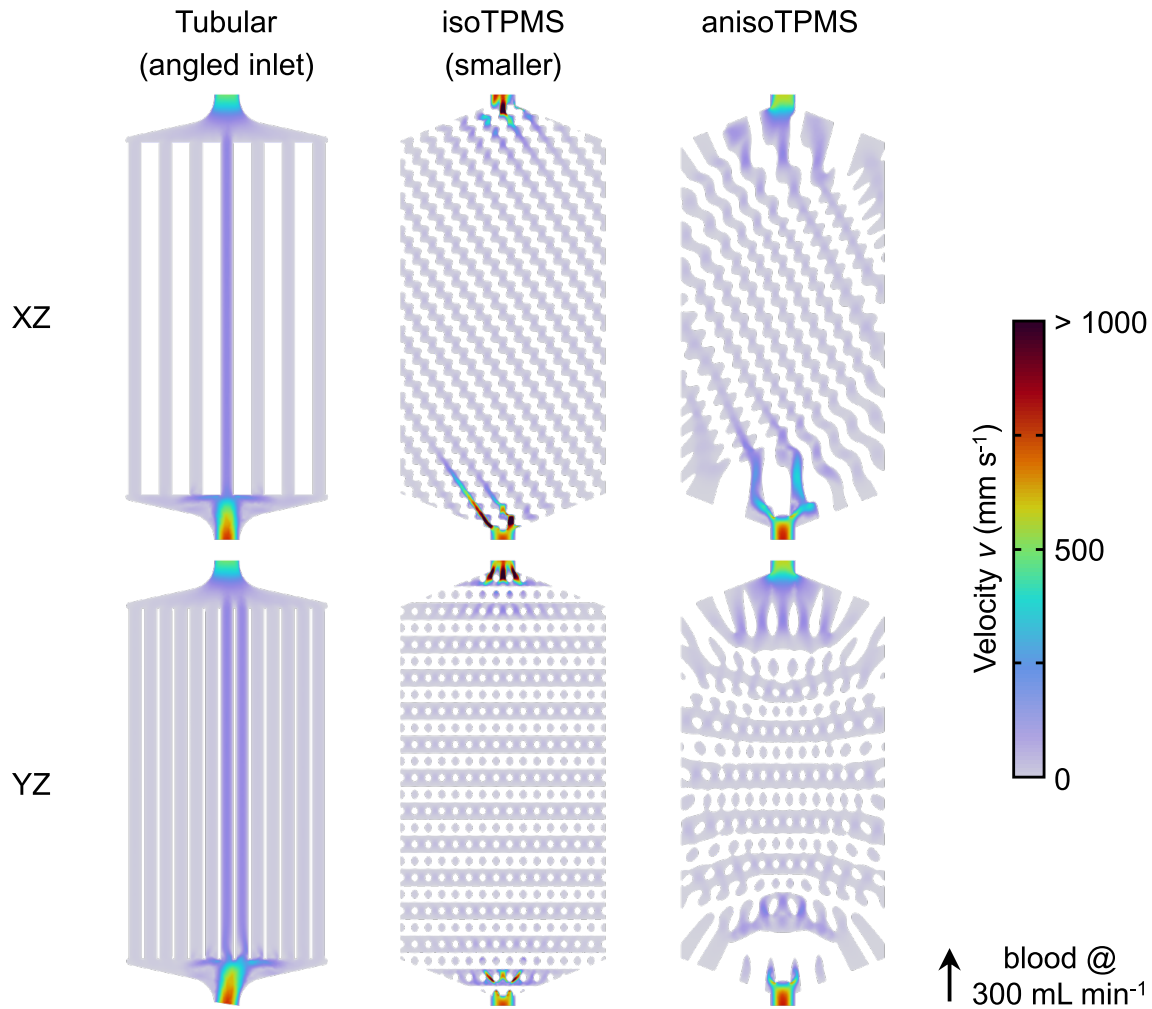 Tubular
(angled inlet)
isoTPMS
(smaller)
anisoTPMS
XZ
YZ
Velocity v (mm s⁻¹)
> 1000
500
0
blood @
300 mL min⁻¹